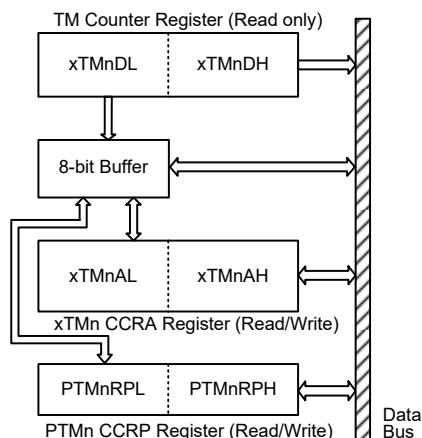 TM Counter Register (Read only)
xTMnDL xTMnDH
8-bit Buffer
xTMnAL xTMnAH
xTMn CCRA Register (Read/Write)
PTMnRPL PTMnRPH
PTMn CCRP Register (Read/Write)
Data
Bus